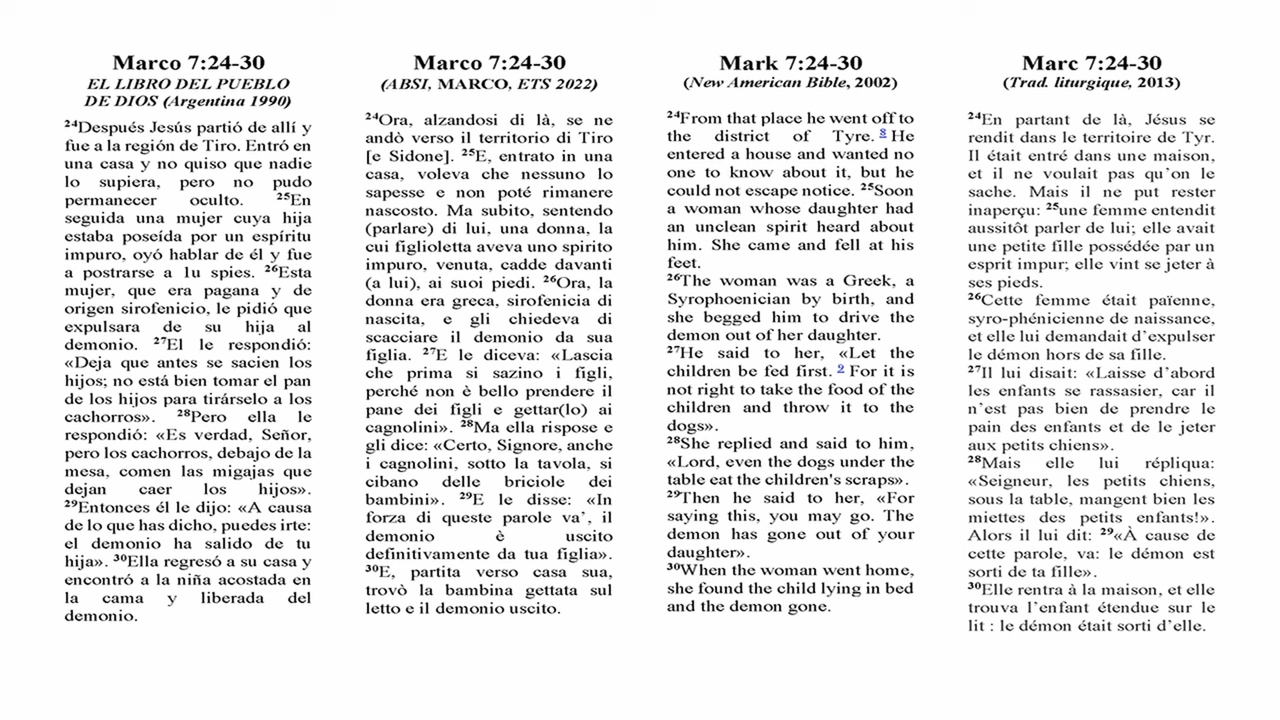 Marco 7:24-30
EL LIBRO DEL PUEBLO
DE DIOS (Argentina 1990)
²⁴Después Jesús partió de allí y
fue a la región de Tiro. Entró en
una casa y no quiso que nadie
lo supiera, pero no pudo
permanecer oculto. ²⁵En
seguida una mujer cuya hija
estaba poseída por un espíritu
impuro, oyó hablar de él y fue
a postrarse a 1u spies. ²⁶Esta
mujer, que era pagana y de
origen sirofenicio, le pidió que
expulsara de su hija al
demonio. ²⁷El le respondió:
«Deja que antes se sacien los
hijos; no está bien tomar el pan
de los hijos para tirárselo a los
cachorros». ²⁸Pero ella le
respondió: «Es verdad, Señor,
pero los cachorros, debajo de la
mesa, comen las migajas que
dejan caer los hijos».
²⁹Entonces él le dijo: «A causa
de lo que has dicho, puedes irte:
el demonio ha salido de tu
hija». ³⁰Ella regresó a su casa y
encontró a la niña acostada en
la cama y liberada del
demonio.
Marco 7:24-30
(ABSI, MARCO, ETS 2022)
²⁴Ora, alzandosi di là, se ne
andò verso il territorio di Tiro
[e Sidone]. ²⁵E, entrato in una
casa, voleva che nessuno lo
sapesse e non poté rimanere
nascosto. Ma subito, sentendo
(parlare) di lui, una donna, la
cui figlioletta aveva uno spirito
impuro, venuta, cadde davanti
(a lui), ai suoi piedi. ²⁶Ora, la
donna era greca, sirofenicia di
nascita, e gli chiedeva di
scacciare il demonio da sua
figlia. ²⁷E le diceva: «Lascia
che prima si sazino i figli,
perché non è bello prendere il
pane dei figli e gettar(lo) ai
cagnolini». ²⁸Ma ella rispose e
gli dice: «Certo, Signore, anche
i cagnolini, sotto la tavola, si
cibano delle briciole dei
bambini». ²⁹E le disse: «In
forza di queste parole va’, il
demonio è uscito
definitivamente da tua figlia».
³⁰E, partita verso casa sua,
trovò la bambina gettata sul
letto e il demonio uscito.
Mark 7:24-30
(New American Bible, 2002)
²⁴From that place he went off to
the district of Tyre. ⁸ He
entered a house and wanted no
one to know about it, but he
could not escape notice. ²⁵Soon
a woman whose daughter had
an unclean spirit heard about
him. She came and fell at his
feet.
²⁶The woman was a Greek, a
Syrophoenician by birth, and
she begged him to drive the
demon out of her daughter.
²⁷He said to her, «Let the
children be fed first. ⁹ For it is
not right to take the food of the
children and throw it to the
dogs».
²⁸She replied and said to him,
«Lord, even the dogs under the
table eat the children's scraps».
²⁹Then he said to her, «For
saying this, you may go. The
demon has gone out of your
daughter».
³⁰When the woman went home,
she found the child lying in bed
and the demon gone.
Marc 7:24-30
(Trad. liturgique, 2013)
²⁴En partant de là, Jésus se
rendit dans le territoire de Tyr.
Il était entré dans une maison,
et il ne voulait pas qu’on le
sache. Mais il ne put rester
inaperçu: ²⁵une femme entendit
aussitôt parler de lui; elle avait
une petite fille possédée par un
esprit impur; elle vint se jeter à
ses pieds.
²⁶Cette femme était païenne,
syro-phénicienne de naissance,
et elle lui demandait d’expulser
le démon hors de sa fille.
²⁷Il lui disait: «Laisse d’abord
les enfants se rassasier, car il
n’est pas bien de prendre le
pain des enfants et de le jeter
aux petits chiens».
²⁸Mais elle lui répliqua:
«Seigneur, les petits chiens,
sous la table, mangent bien les
miettes des petits enfants!».
Alors il lui dit: ²⁹«À cause de
cette parole, va: le démon est
sorti de ta fille».
³⁰Elle rentra à la maison, et elle
trouva l’enfant étendue sur le
lit : le démon était sorti d’elle.